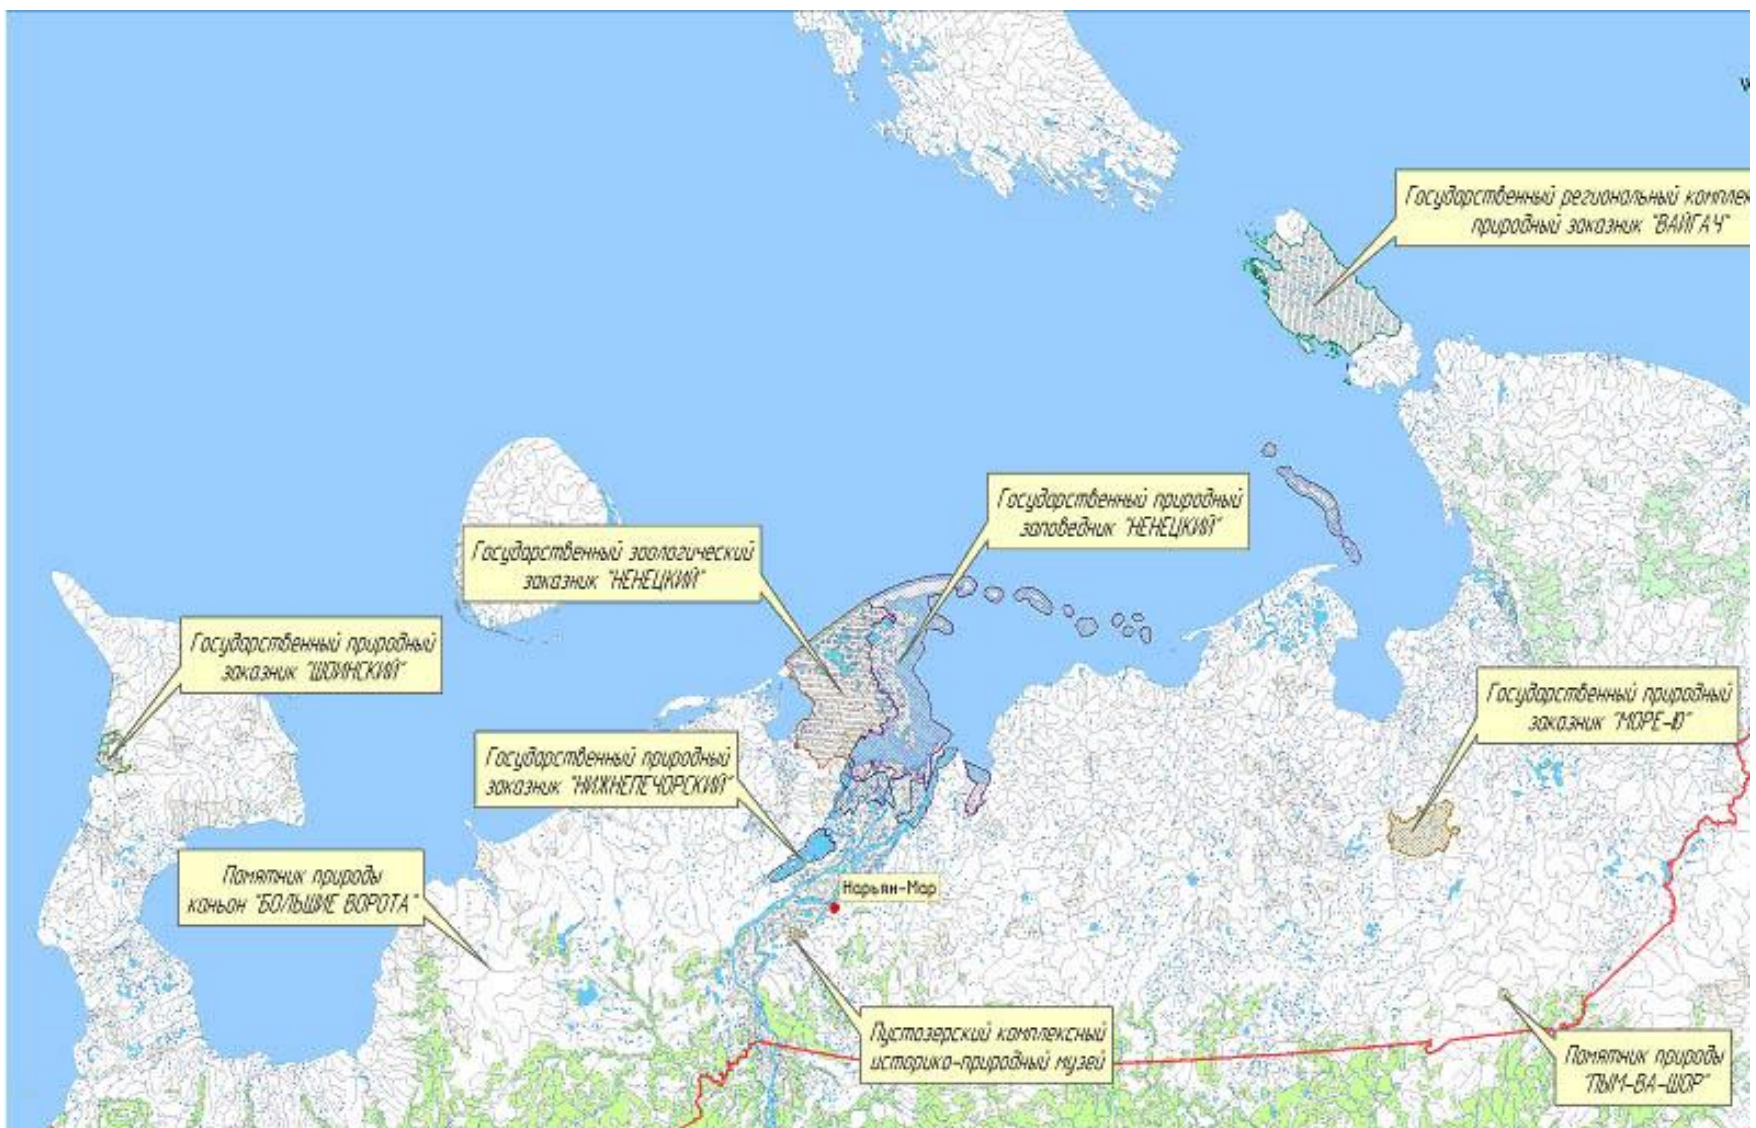 Государственный региональный
природный заказник "ВАЙГАЧ"
Государственный природный
заповедник "НЕНЕЦКИЙ"
Государственный зоологический
заказник "НЕНЕЦКИЙ"
Государственный природный
заказник "ШОИНСКИЙ"
Государственный природный
заказник "МОРЕ-Ю"
Государственный природный
заказник "НИЖНЕПЕЧОРСКИЙ"
Памятник природы
каньон "БОЛЬШИЕ ВОРОТА"
Нарьян-Мар
Пустозерский комплексный
историко-природный музей
Памятник природы
"ПЫМ-ВА-ШОР"